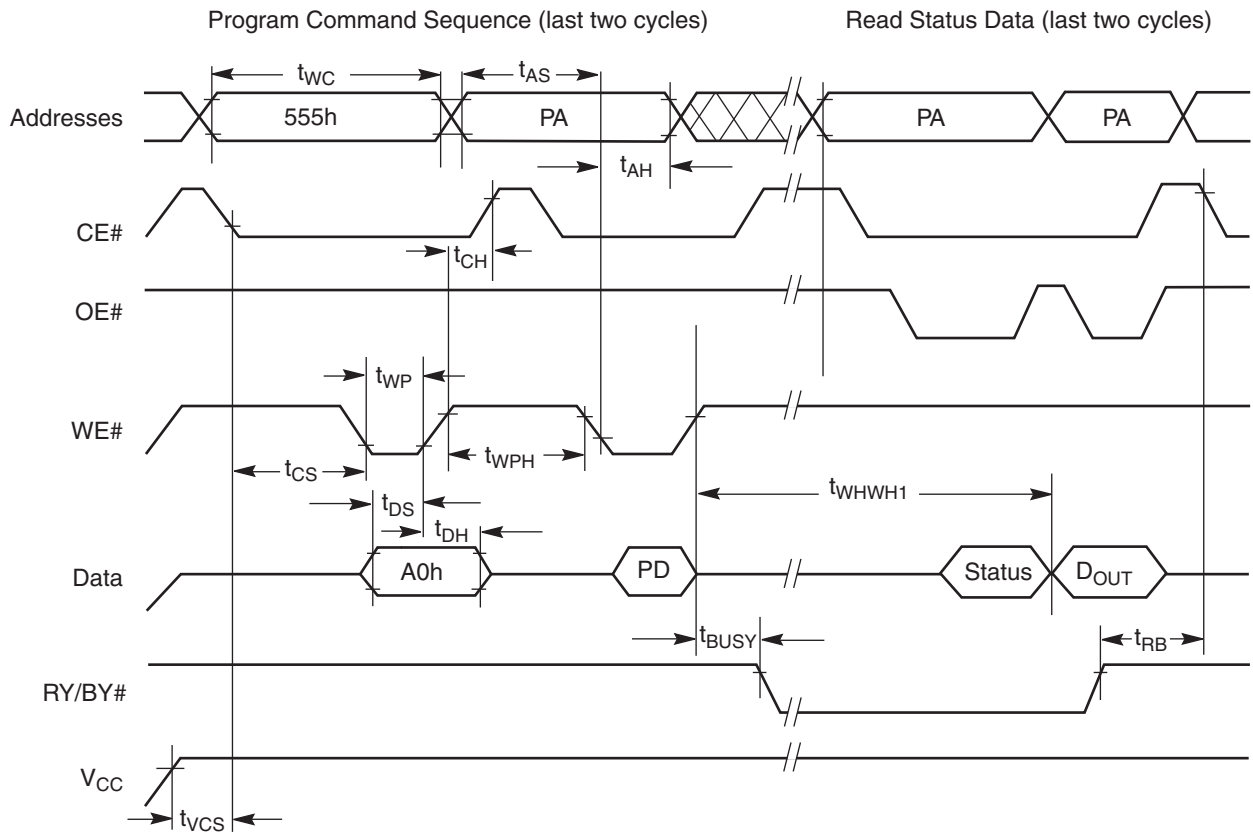 Program Command Sequence (last two cycles) Read Status Data (last two cycles)
tWC tAS
Addresses 555h PA PA PA
tAH
CE#
tCH
OE#
tWP
WE#
tCS tWPH tWHWH1
tDS
tDH
Data A0h PD Status DOUT
tBUSY tRB
RY/BY#
VCC
tVCS